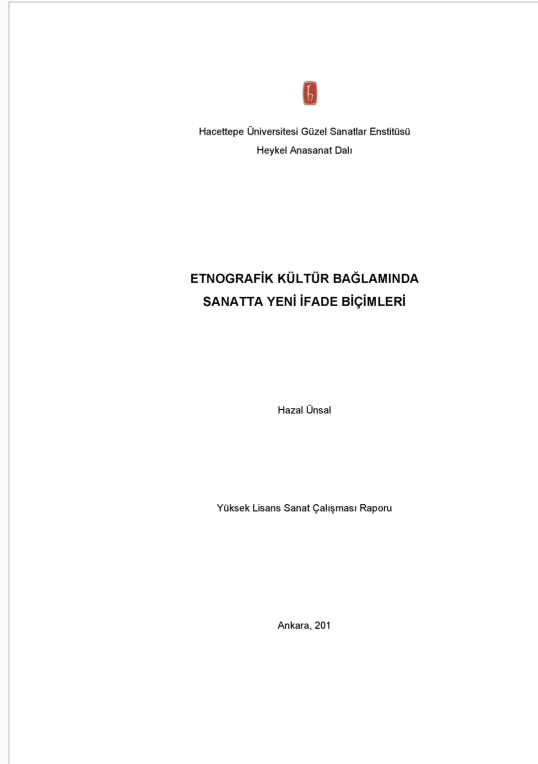 Hacettepe Üniversitesi Güzel Sanatlar Enstitüsü
Heykel Anasanat Dalı
ETNOGRAFİK KÜLTÜR BAĞLAMINDA
SANATTA YENİ İFADE BİÇİMLERİ
Hazal Ünsal
Yüksek Lisans Sanat Çalışması Raporu
Ankara, 201